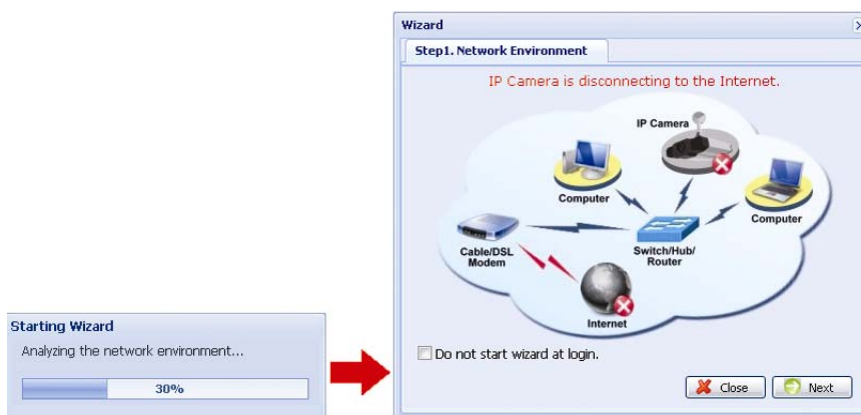 Starting Wizard
Analyzing the network environment...
30%
Wizard
Step1. Network Environment
IP Camera is disconnecting to the Internet.
IP Camera
Computer
Computer
Cable/DSL
Modem
Switch/Hub/
Router
Internet
Do not start wizard at login.
Close
Next